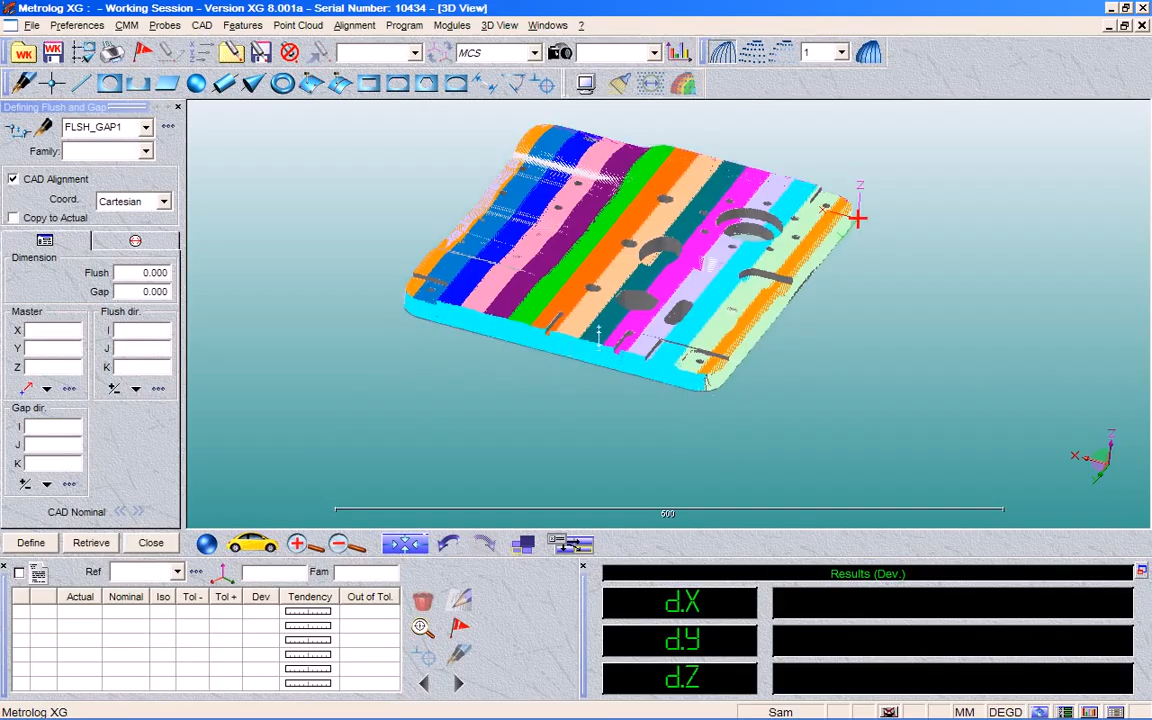 Metrolog XG : - Working Session - Version XG 8.001a - Serial Number: 10434 - [3D View]
File Preferences CMM Probes CAD Features Point Cloud Alignment Program Modules 3D View Windows ?
WK WK MCS 1
Defining Flush and Gap
FLSH_GAP1
Family:
CAD Alignment
Coord. Cartesian
Copy to Actual
Dimension
Flush 0.000
Gap 0.000
Master Flush dir.
X I
Y J
Z K
Gap dir.
I
J
K
CAD Nominal
Define Retrieve Close
Z
X
Z
500
Ref Fam
Actual Nominal Iso Tol - Tol + Dev Tendency Out of Tol.
Results (Dev.)
d.X
d.Y
d.Z
Metrolog XG Sam MM DEGD